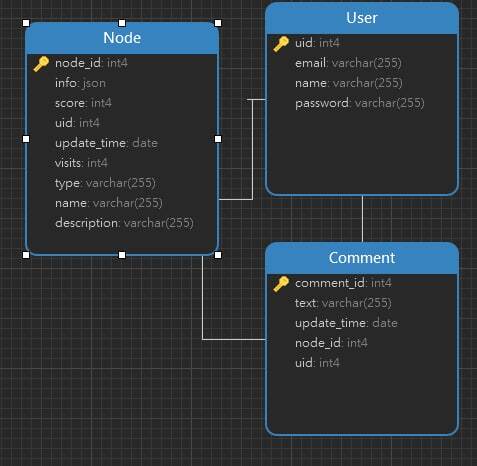 Node
node_id: int4
info: json
score: int4
uid: int4
update_time: date
visits: int4
type: varchar(255)
name: varchar(255)
description: varchar(255)
User
uid: int4
email: varchar(255)
name: varchar(255)
password: varchar(255)
Comment
comment_id: int4
text: varchar(255)
update_time: date
node_id: int4
uid: int4